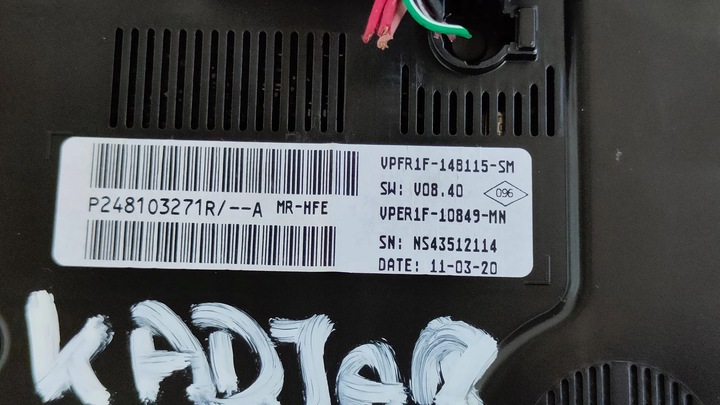 VPFR1F-14B115-SM
SW: V08.40
096
P248103271R/--A MR-HFE
VPER1F-10849-MN
SN: NS43512114
DATE: 11-03-20